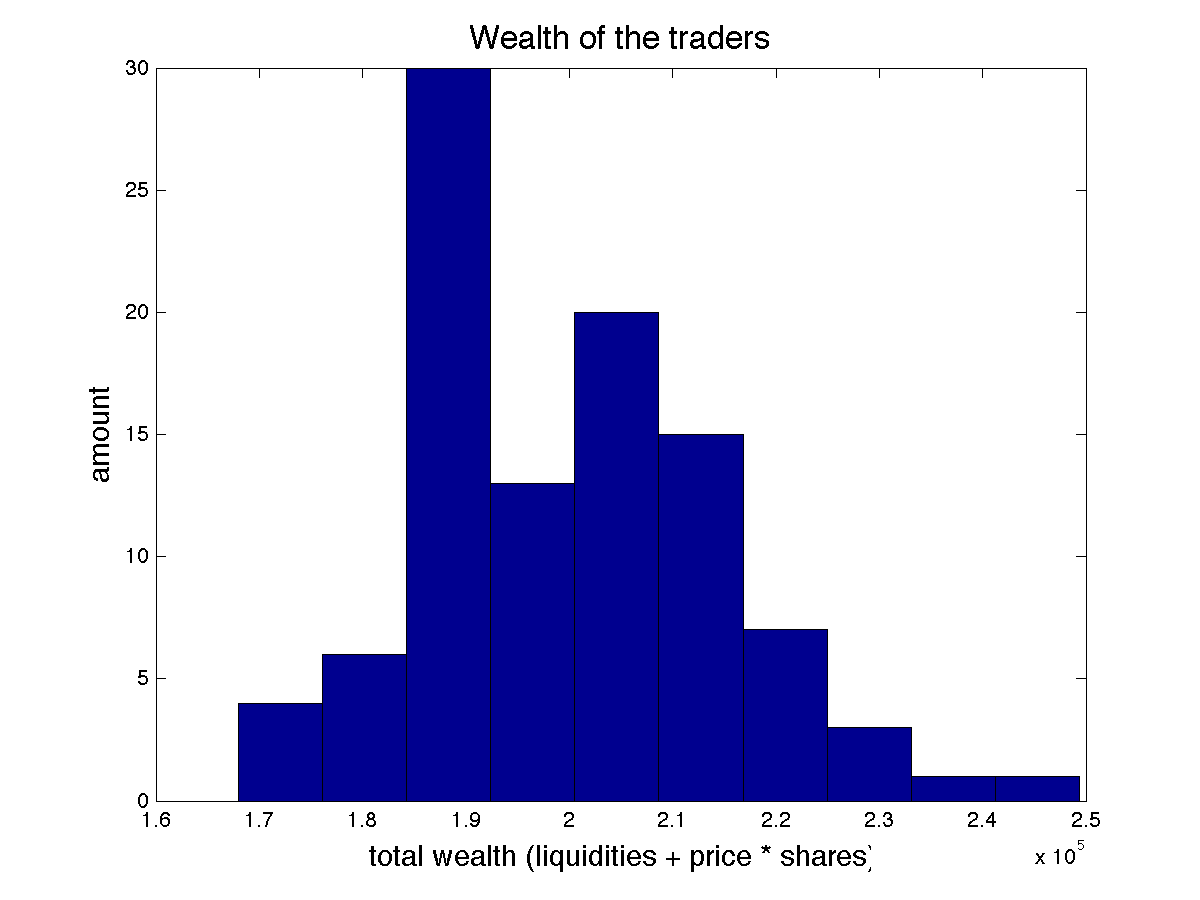 Wealth of the traders
30
25
20
15
10
5
0
amount
1.6 1.7 1.8 1.9 2 2.1 2.2 2.3 2.4 2.5
total wealth (liquidities + price * shares)
x 10^5